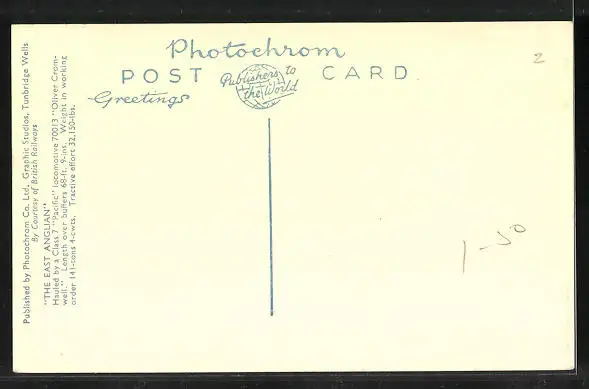 Photochrom
POST CARD
Publishers to
the World
Greetings
Published by Photochrom Co. Ltd., Graphic Studios, Tunbridge Wells
By Courtesy of British Railways
"THE EAST ANGLIAN"
Hauled by a Class 7 "Pacific" locomotive 70013 "Oliver Crom-
well." Length over buffers 68-ft. 9-ins. Weight in working
order 141-tons 4-cwts. Tractive effort 32,150-lbs.
2